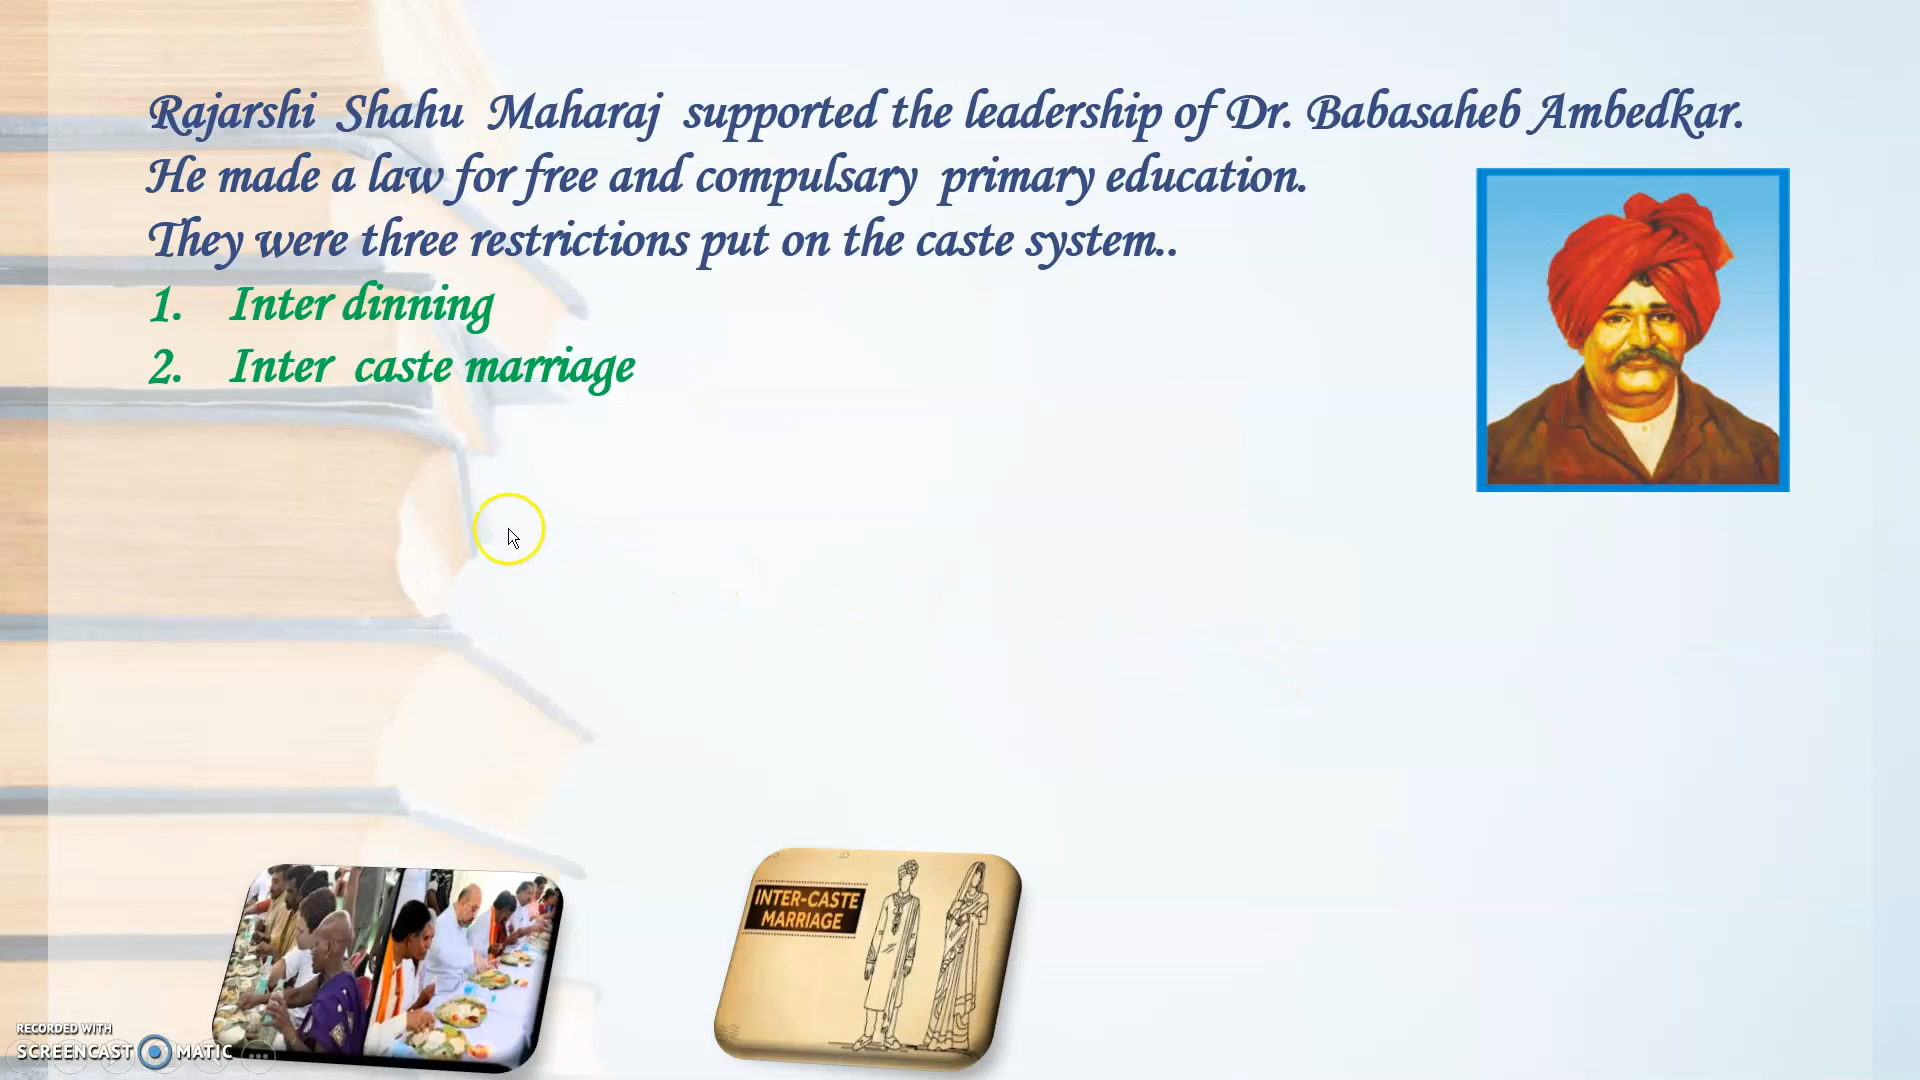 Rajarshi Shahu Maharaj supported the leadership of Dr. Babasaheb Ambedkar.
He made a law for free and compulsary primary education.
They were three restrictions put on the caste system..
1. Inter dinning
2. Inter caste marriage
INTER-CASTE
MARRIAGE
RECORDED WITH
SCREENCAST MATIC